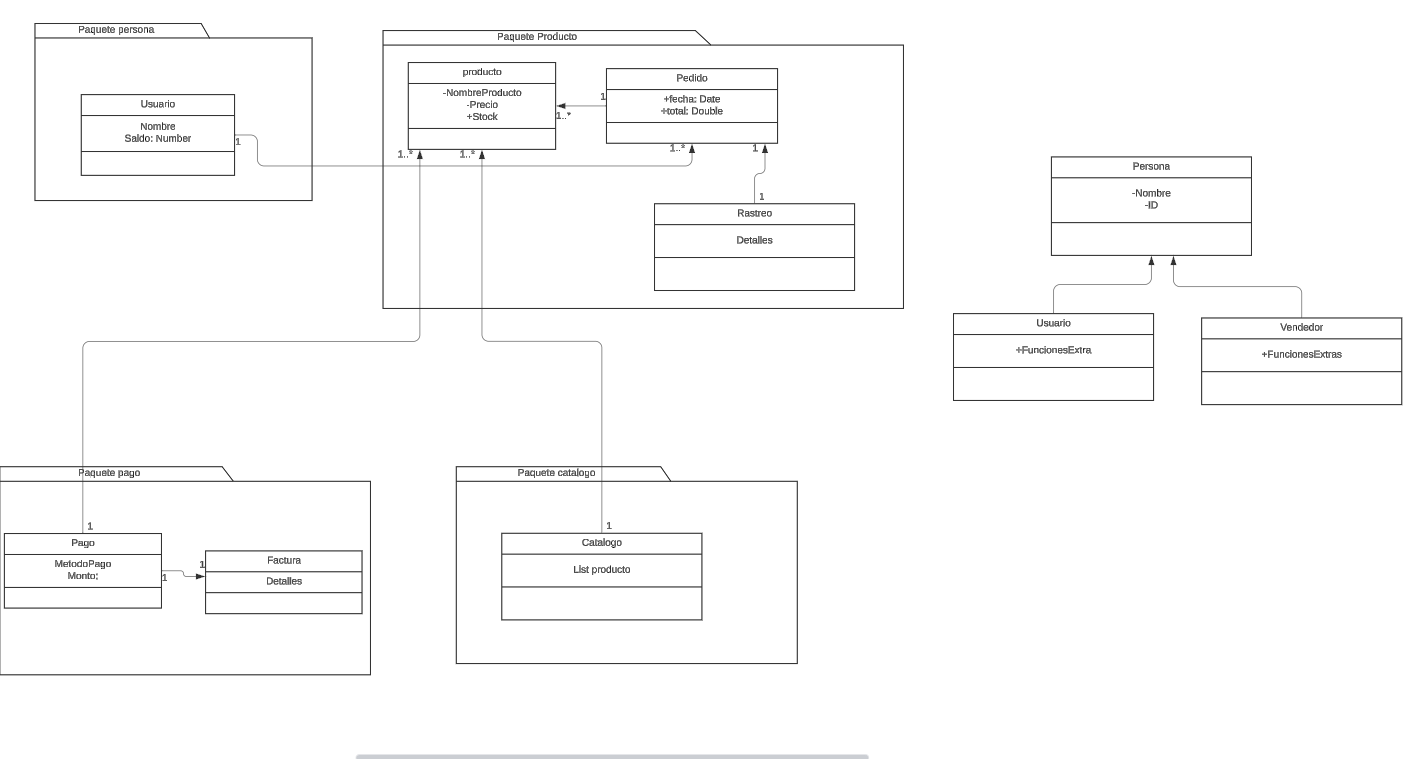 Paquete persona
Usuario
Nombre
Saldo: Number
1
Paquete Producto
producto
-NombreProducto
-Precio
+Stock
1..*
1..*
1
1..*
Pedido
+fecha: Date
+total: Double
1..*
1
1
Rastreo
Detalles
Persona
-Nombre
-ID
Usuario
+FuncionesExtra
Vendedor
+FuncionesExtras
Paquete pago
1
Pago
MetodoPago
Monto;
1
1
Factura
Detalles
Paquete catalogo
1
Catalogo
List producto